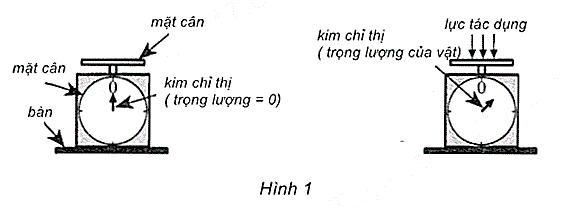 mặt cân
mặt cân
kim chỉ thị
( trọng lượng = 0)
bàn
0
kim chỉ thị
( trọng lượng của vật)
lực tác dụng
0
Hình 1